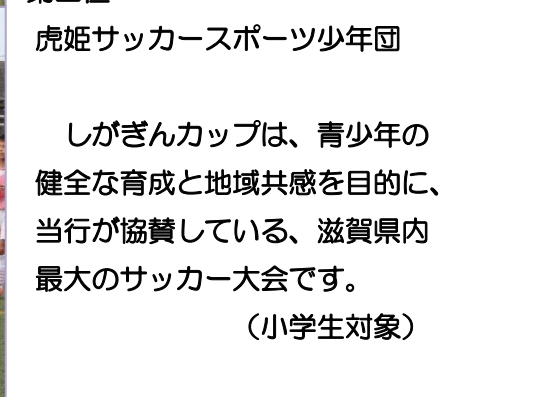 虎姫サッカースポーツ少年団
しがぎんカップは、青少年の
健全な育成と地域共感を目的に、
当行が協賛している、滋賀県内
最大のサッカー大会です。
（小学生対象）